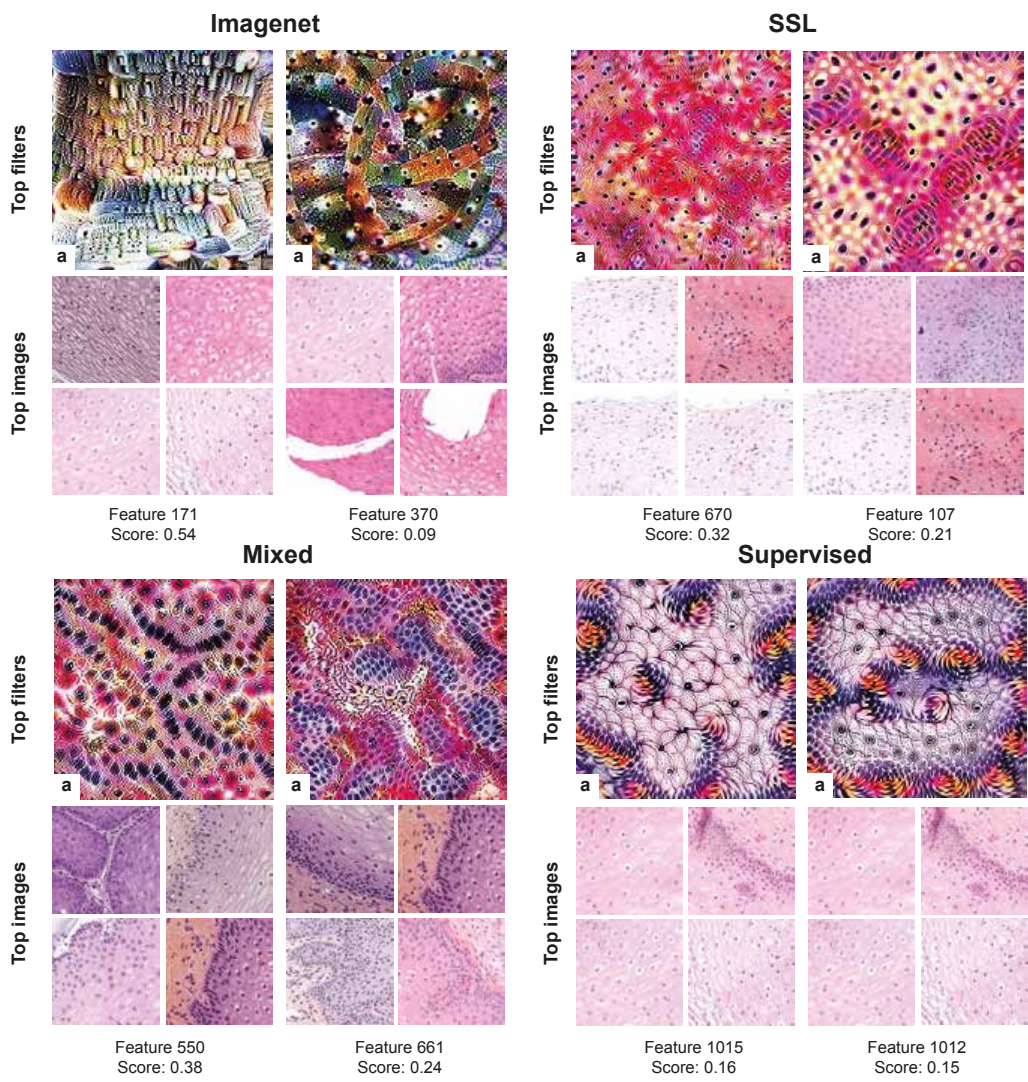 Imagenet
SSL
Top filters
a
a
Top filters
a
a
Top images
Top images
Feature 171
Score: 0.54
Feature 370
Score: 0.09
Feature 670
Score: 0.32
Feature 107
Score: 0.21
Mixed
Supervised
Top filters
a
a
Top filters
a
a
Top images
Top images
Feature 550
Score: 0.38
Feature 661
Score: 0.24
Feature 1015
Score: 0.16
Feature 1012
Score: 0.15